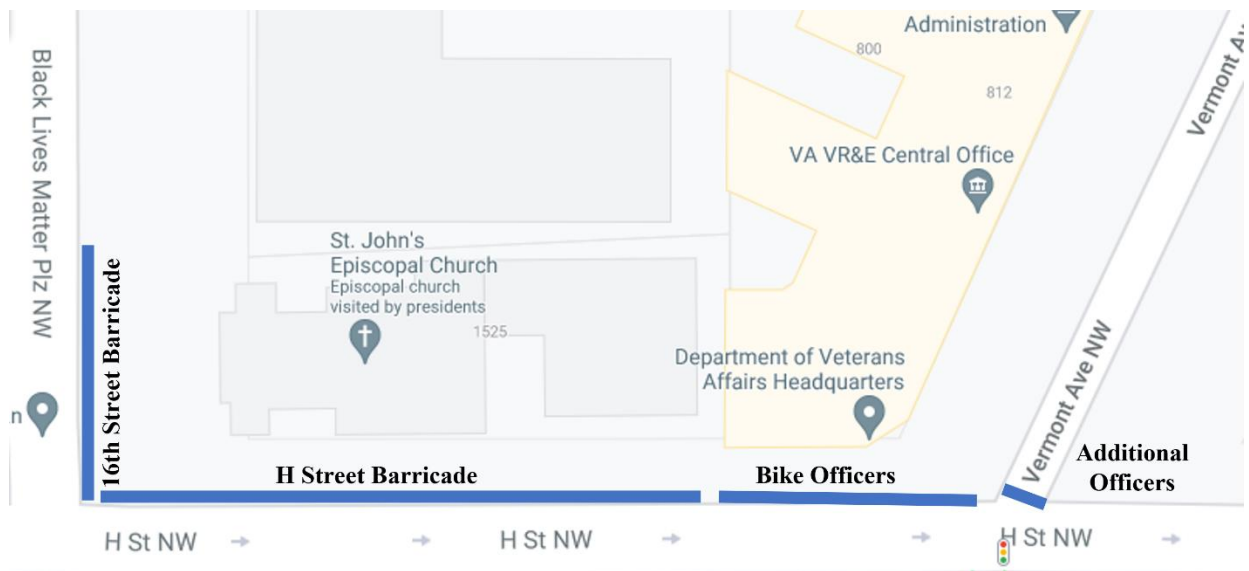 Administration
800
812
Vermont Av
VA VR&E Central Office
Black Lives Matter Plz NW
St. John's
Episcopal Church
Episcopal church
visited by presidents
1525
16th Street Barricade
Department of Veterans
Affairs Headquarters
n
Vermont Ave NW
H Street Barricade
Bike Officers
Additional
Officers
H St NW
H St NW
H St NW